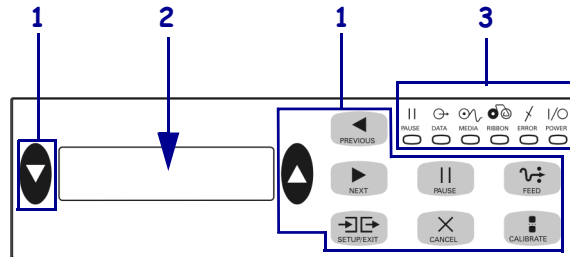 1 2 1 3
PAUSE DATA MEDIA RIBBON ERROR POWER
PREVIOUS
NEXT PAUSE FEED
SETUP/EXIT CANCEL CALIBRATE